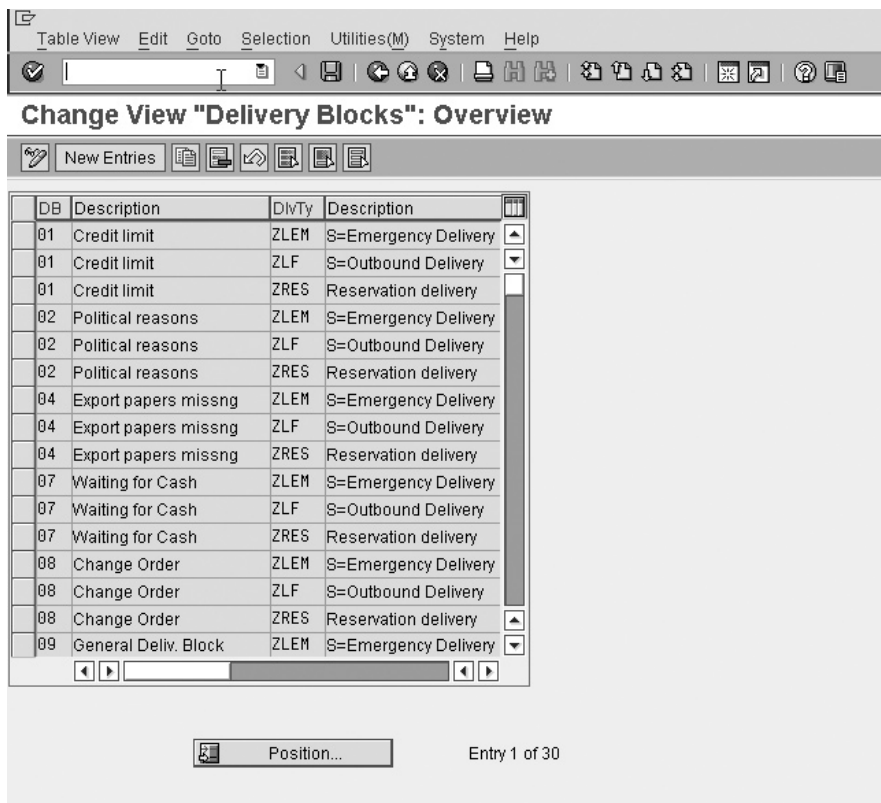 Table View Edit Goto Selection Utilities(M) System Help
Change View "Delivery Blocks": Overview
New Entries
DB Description DlvTy Description
01 Credit limit ZLEM S=Emergency Delivery
01 Credit limit ZLF S=Outbound Delivery
01 Credit limit ZRES Reservation delivery
02 Political reasons ZLEM S=Emergency Delivery
02 Political reasons ZLF S=Outbound Delivery
02 Political reasons ZRES Reservation delivery
04 Export papers missng ZLEM S=Emergency Delivery
04 Export papers missng ZLF S=Outbound Delivery
04 Export papers missng ZRES Reservation delivery
07 Waiting for Cash ZLEM S=Emergency Delivery
07 Waiting for Cash ZLF S=Outbound Delivery
07 Waiting for Cash ZRES Reservation delivery
08 Change Order ZLEM S=Emergency Delivery
08 Change Order ZLF S=Outbound Delivery
08 Change Order ZRES Reservation delivery
09 General Deliv. Block ZLEM S=Emergency Delivery
Position... Entry 1 of 30